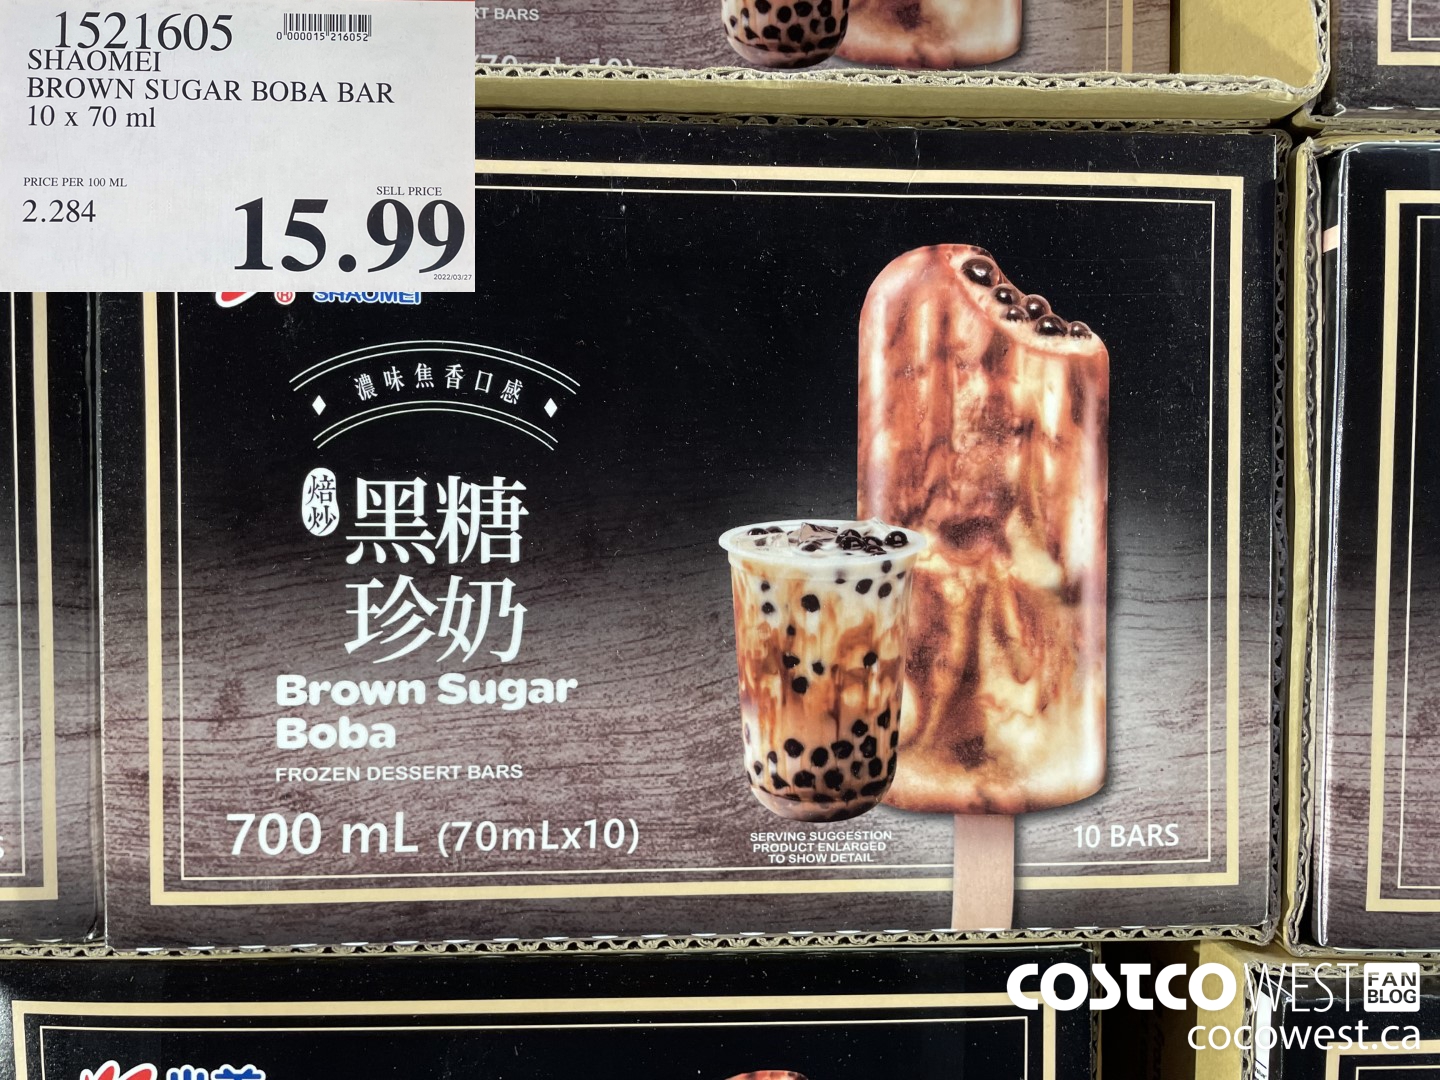 RT BARS
1521605
0 000015 216052
SHAOMEI
BROWN SUGAR BOBA BAR
10 x 70 ml
PRICE PER 100 ML
2.284
SELL PRICE
15.99
2022/03/27
SHAOMEI
濃味焦香口感
焙炒
黑糖
珍奶
Brown Sugar
Boba
FROZEN DESSERT BARS
700 mL (70mLx10)
SERVING SUGGESTION
PRODUCT ENLARGED
TO SHOW DETAIL
10 BARS
COSTCO WEST FAN BLOG
cocowest.ca